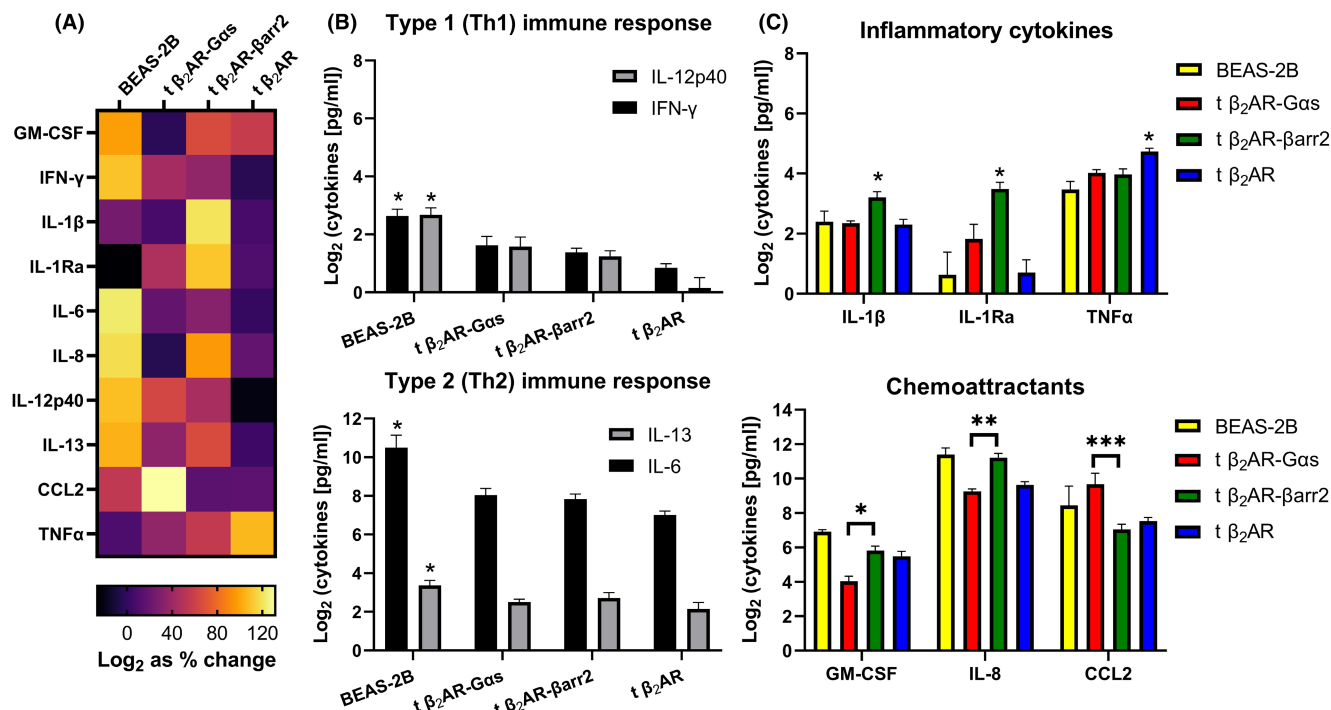 (A)
BEAS-2B
t β₂AR-Gαs
t β₂AR-βarr2
t β₂AR
GM-CSF
IFN-γ
IL-1β
IL-1Ra
IL-6
IL-8
IL-12p40
IL-13
CCL2
TNFα
0 40 80 120
Log₂ as % change
(B)
Type 1 (Th1) immune response
Log₂ (cytokines [pg/ml])
8
6
4
2
0
IL-12p40
IFN-γ
* *
BEAS-2B
t β₂AR-Gαs
t β₂AR-βarr2
t β₂AR
Type 2 (Th2) immune response
Log₂ (cytokines [pg/ml])
12
10
8
6
4
2
0
IL-13
IL-6
*
*
BEAS-2B
t β₂AR-Gαs
t β₂AR-βarr2
t β₂AR
(C)
Inflammatory cytokines
Log₂ (cytokines [pg/ml])
8
6
4
2
0
* * *
IL-1β IL-1Ra TNFα
BEAS-2B
t β₂AR-Gαs
t β₂AR-βarr2
t β₂AR
Chemoattractants
Log₂ (cytokines [pg/ml])
14
12
10
8
6
4
2
0
* ** ***
GM-CSF IL-8 CCL2
BEAS-2B
t β₂AR-Gαs
t β₂AR-βarr2
t β₂AR